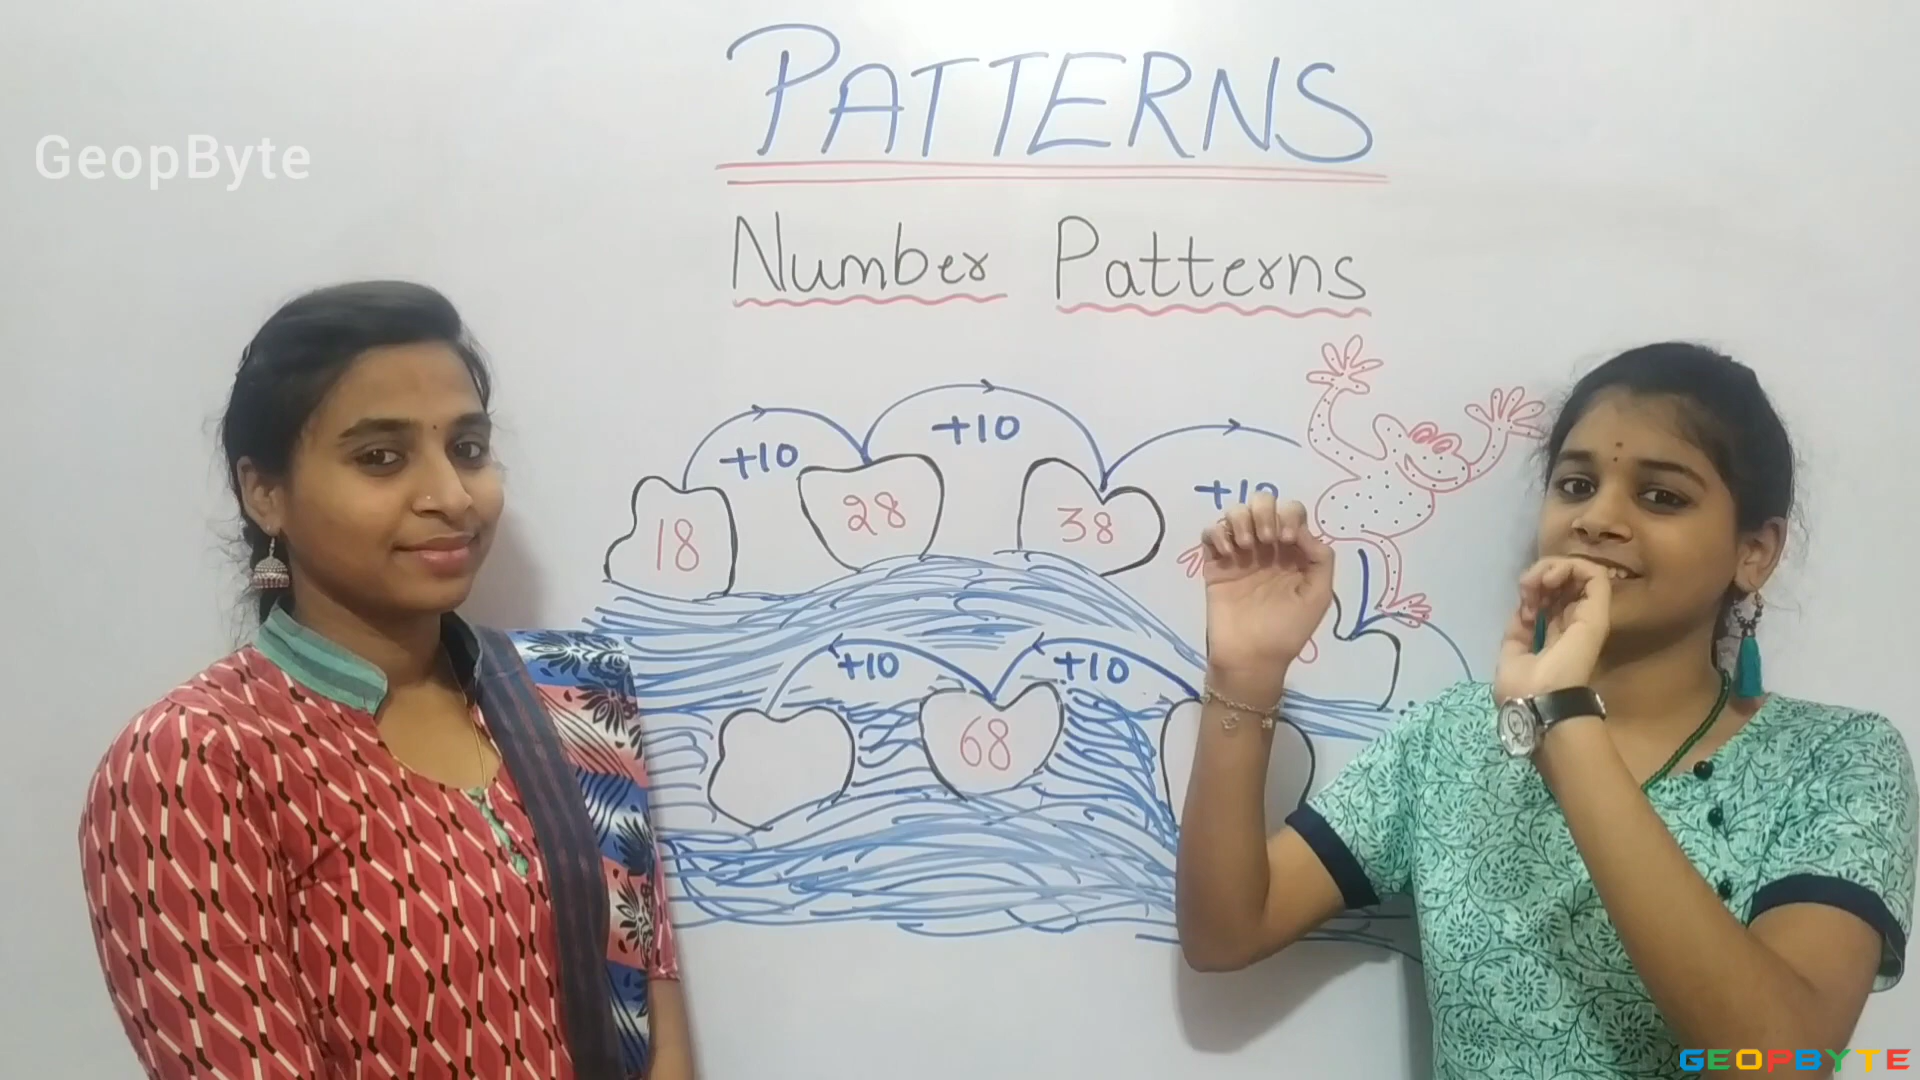 PATTERNS
GeopByte
Number Patterns
+10 +10
18 28 38
+10 +10
68
GEOPBYTE